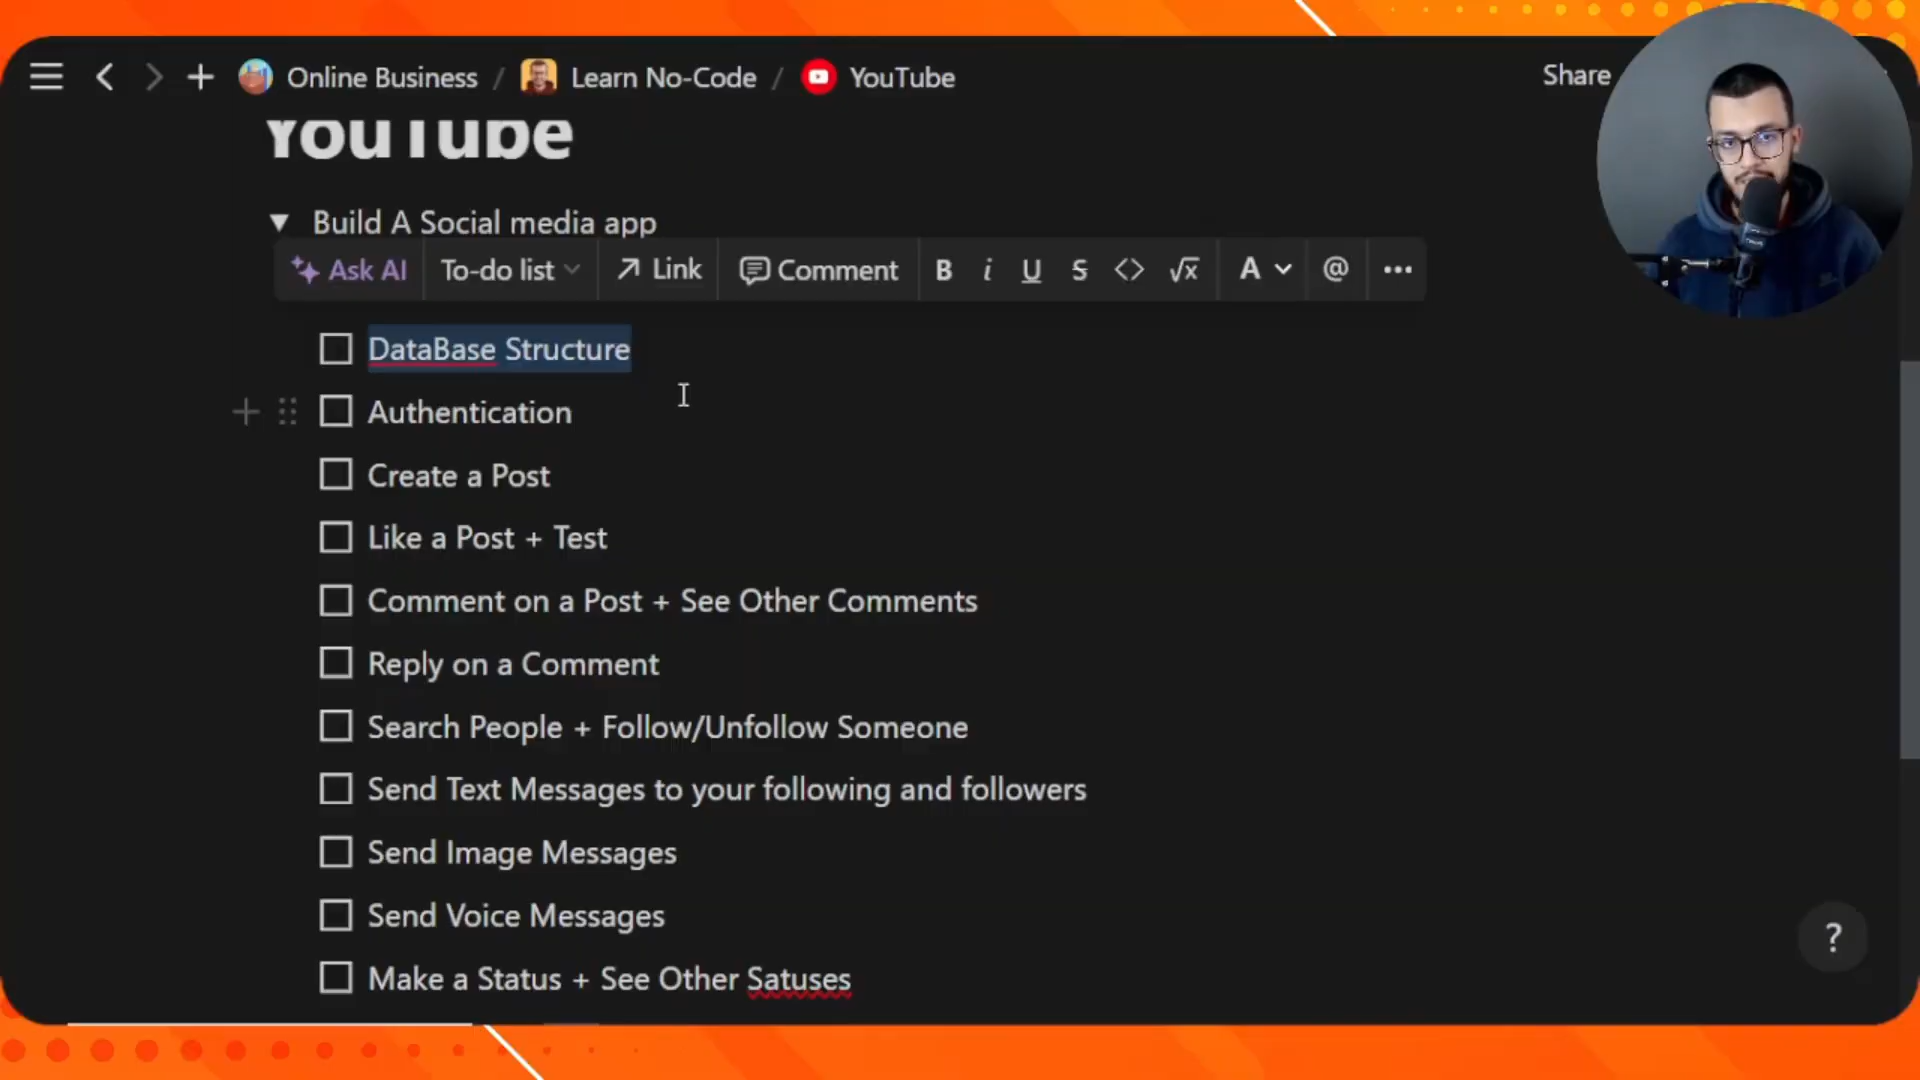 Online Business / Learn No-Code / YouTube
Share
YouTube
Build A Social media app
Ask AI To-do list Link Comment B i U S <> √x A @ •••
DataBase Structure
Authentication
Create a Post
Like a Post + Test
Comment on a Post + See Other Comments
Reply on a Comment
Search People + Follow/Unfollow Someone
Send Text Messages to your following and followers
Send Image Messages
Send Voice Messages
Make a Status + See Other Satuses
?